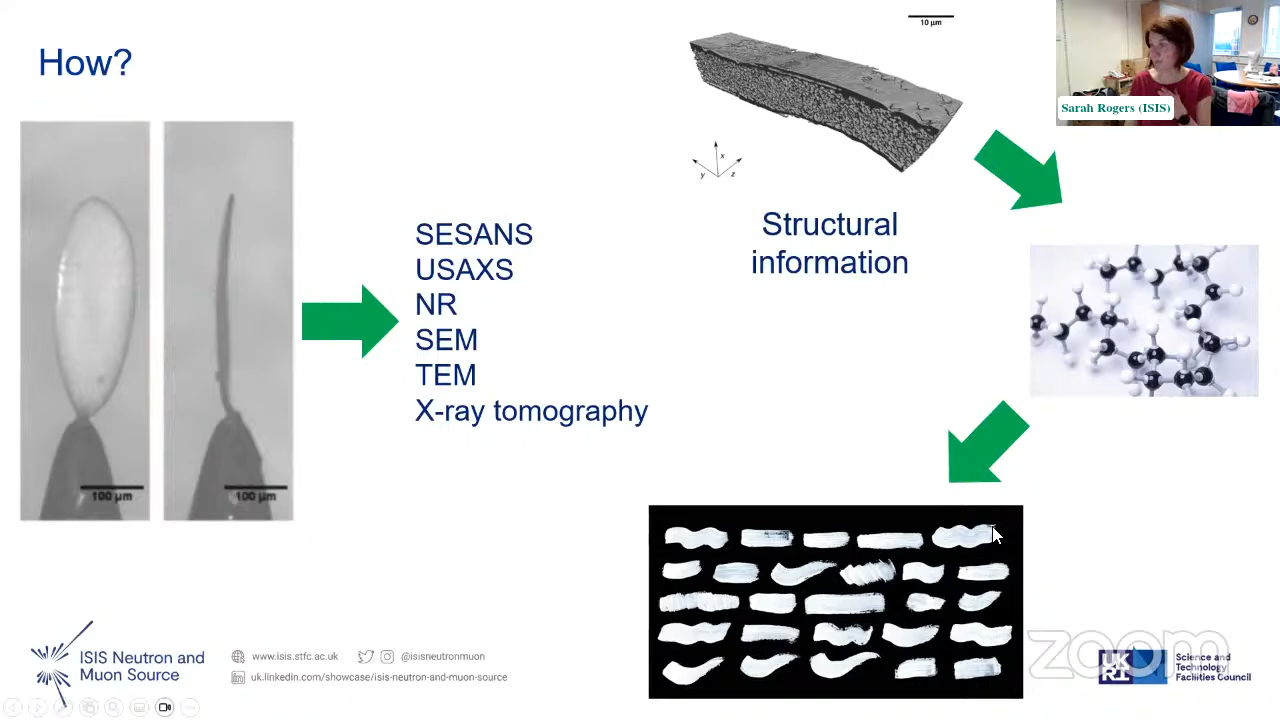 How?
10 µm
y
x
z
Sarah Rogers (ISIS)
SESANS
USAXS
NR
SEM
TEM
X-ray tomography
Structural
information
100 µm
100 µm
ISIS Neutron and
Muon Source
www.isis.stfc.ac.uk
@isisneutronmuon
uk.linkedin.com/showcase/isis-neutron-and-muon-source
zoom
UK
RI
Science and
Technology
Facilities Council